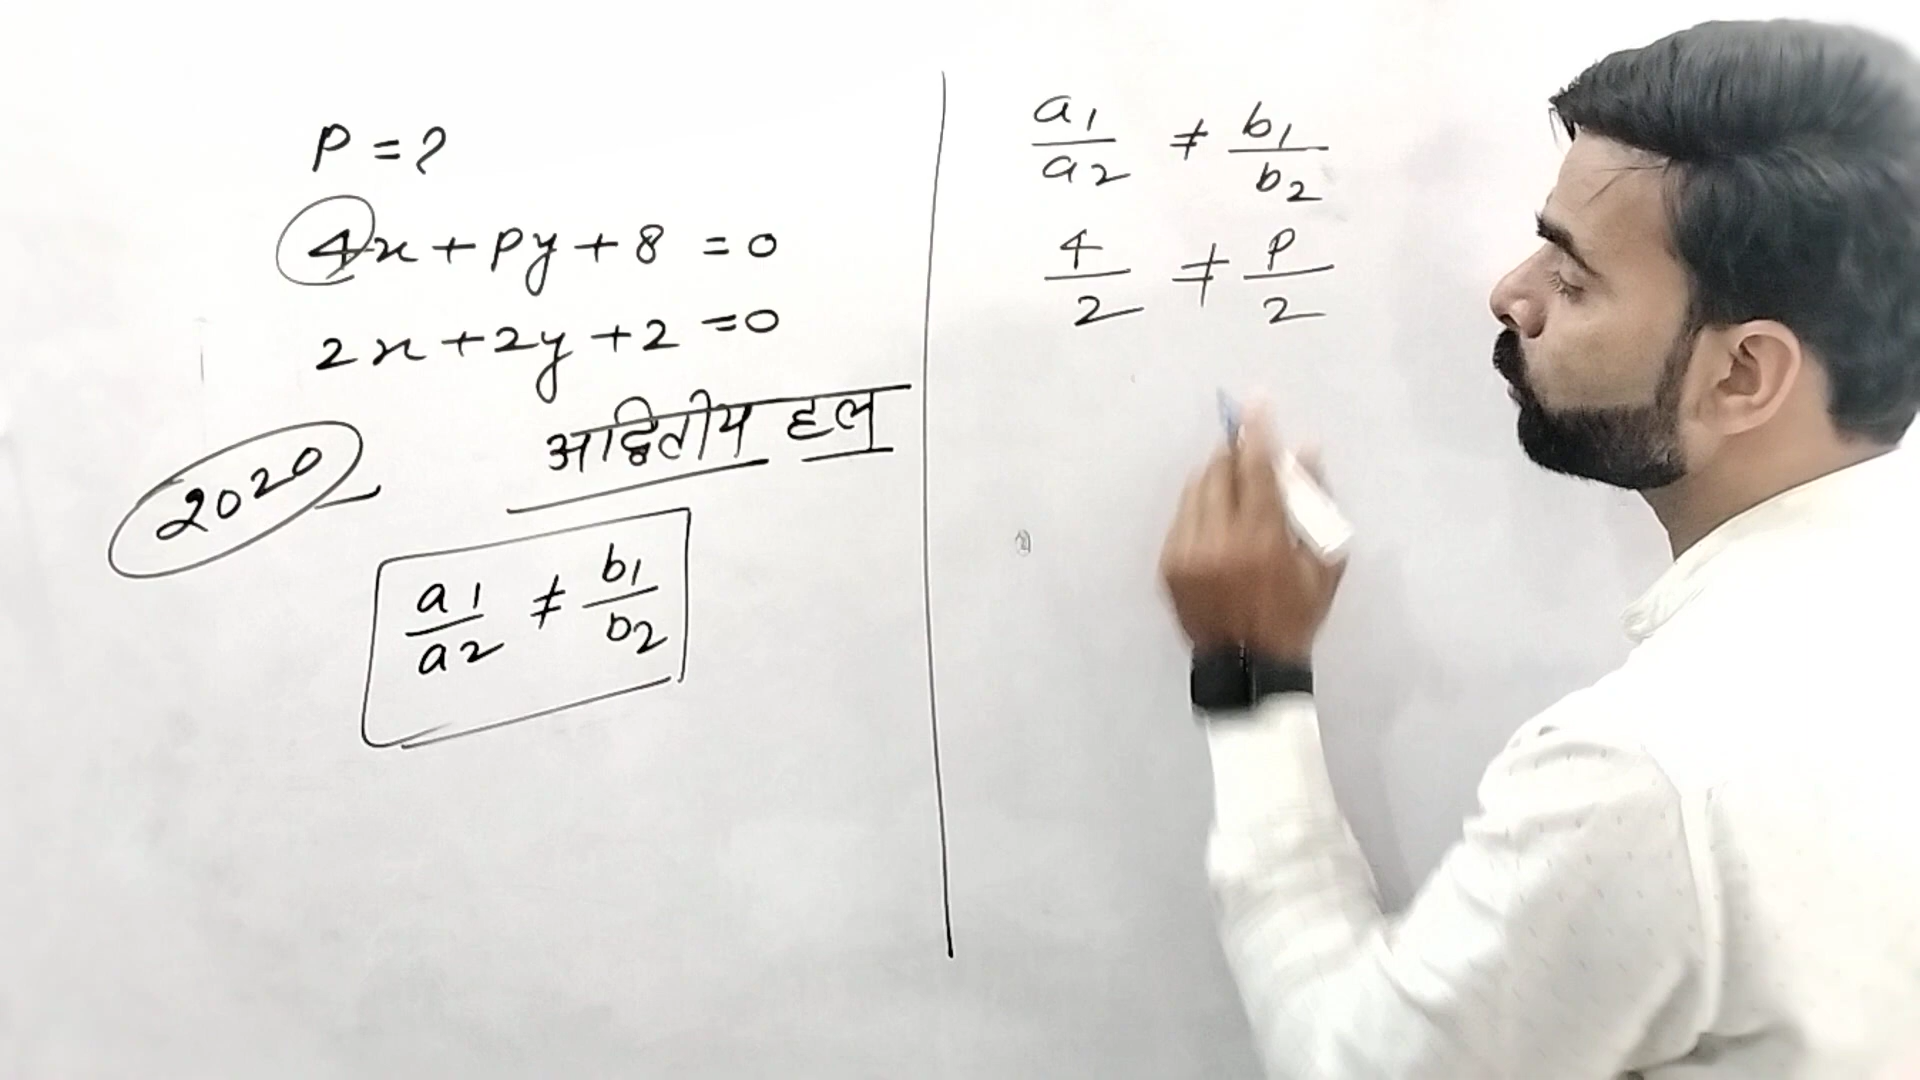 P = ?
4x + py + 8 = 0
2x + 2y + 2 = 0
अद्वितीय हल
2020
a1/a2 ≠ b1/b2
a1/a2 ≠ b1/b2
4/2 ≠ P/2